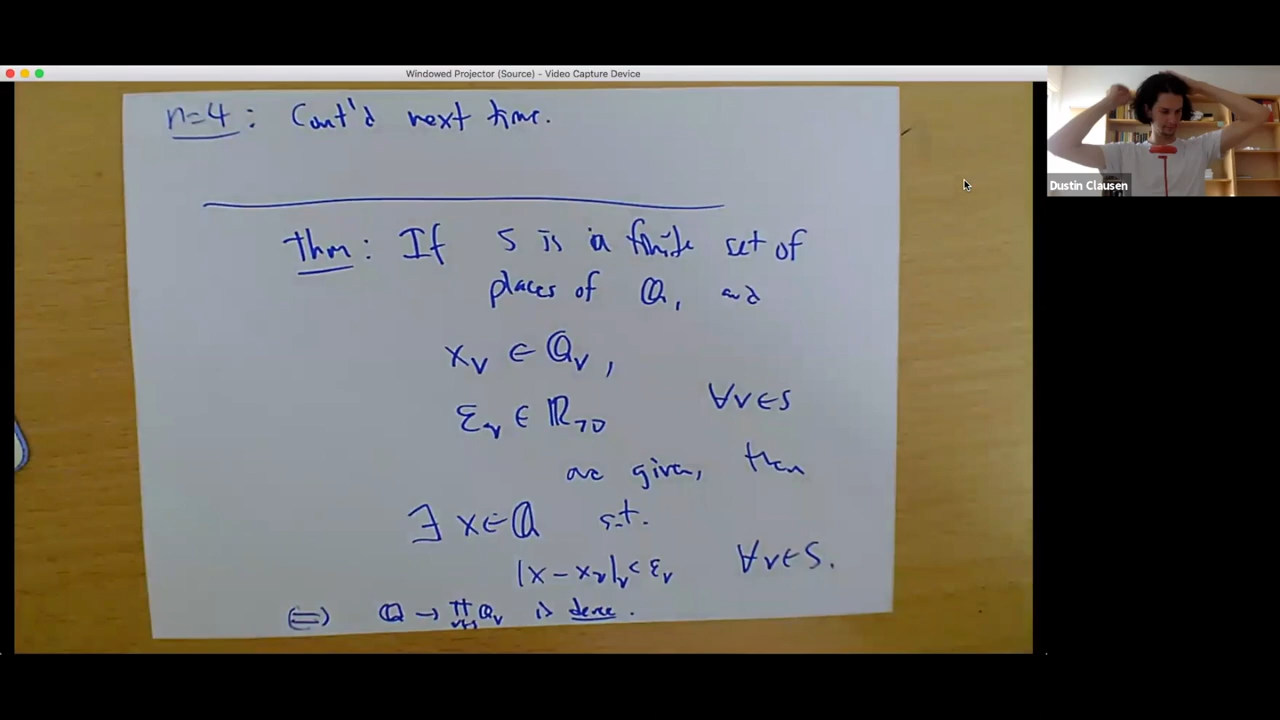 Windowed Projector (Source) - Video Capture Device
n=4: Cont'd next time.
Dustin Clausen
Thm: If S is a finite set of
places of ℚ, and
x_v ∈ ℚ_v,
ε_v ∈ ℝ_>0 ∀v∈S
are given, then
∃ x∈ℚ s.t.
|x - x_v|_v < ε_v ∀v∈S.
⟺ ℚ → ∏_{v∈S} ℚ_v is dense.